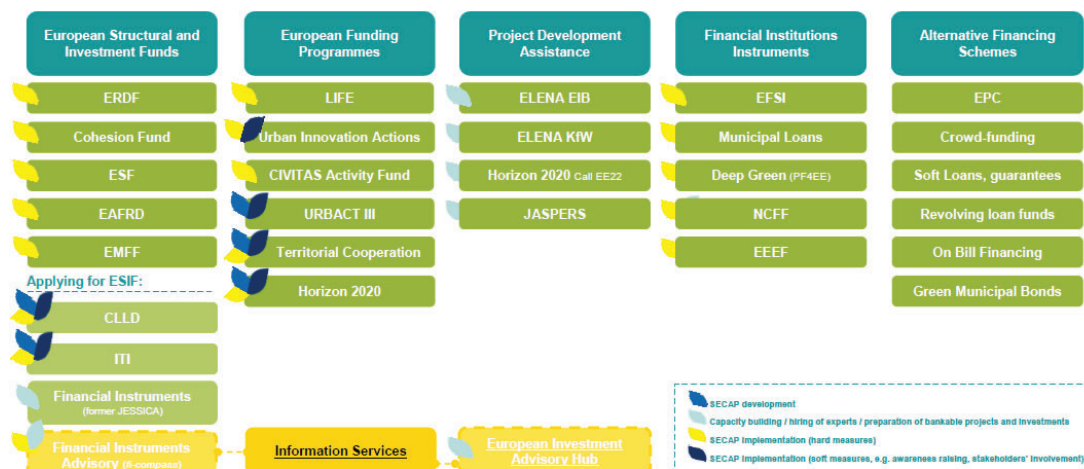 European Structural and
Investment Funds
ERDF
Cohesion Fund
ESF
EAFRD
EMFF
Applying for ESIF:
CLLD
ITI
Financial Instruments
(former JESSICA)
Financial Instruments
Advisory (fi-compass)
European Funding
Programmes
LIFE
Urban Innovation Actions
CIVITAS Activity Fund
URBACT III
Territorial Cooperation
Horizon 2020
Information Services
Project Development
Assistance
ELENA EIB
ELENA KfW
Horizon 2020 Call EE22
JASPERS
European Investment
Advisory Hub
Financial Institutions
Instruments
EFSI
Municipal Loans
Deep Green (PF4EE)
NCFF
EEEF
Alternative Financing
Schemes
EPC
Crowd-funding
Soft Loans, guarantees
Revolving loan funds
On Bill Financing
Green Municipal Bonds
SECAP development
Capacity building / hiring of experts / preparation of bankable projects and investments
SECAP Implementation (hard measures)
SECAP Implementation (soft measures, e.g. awareness raising, stakeholders' involvement)